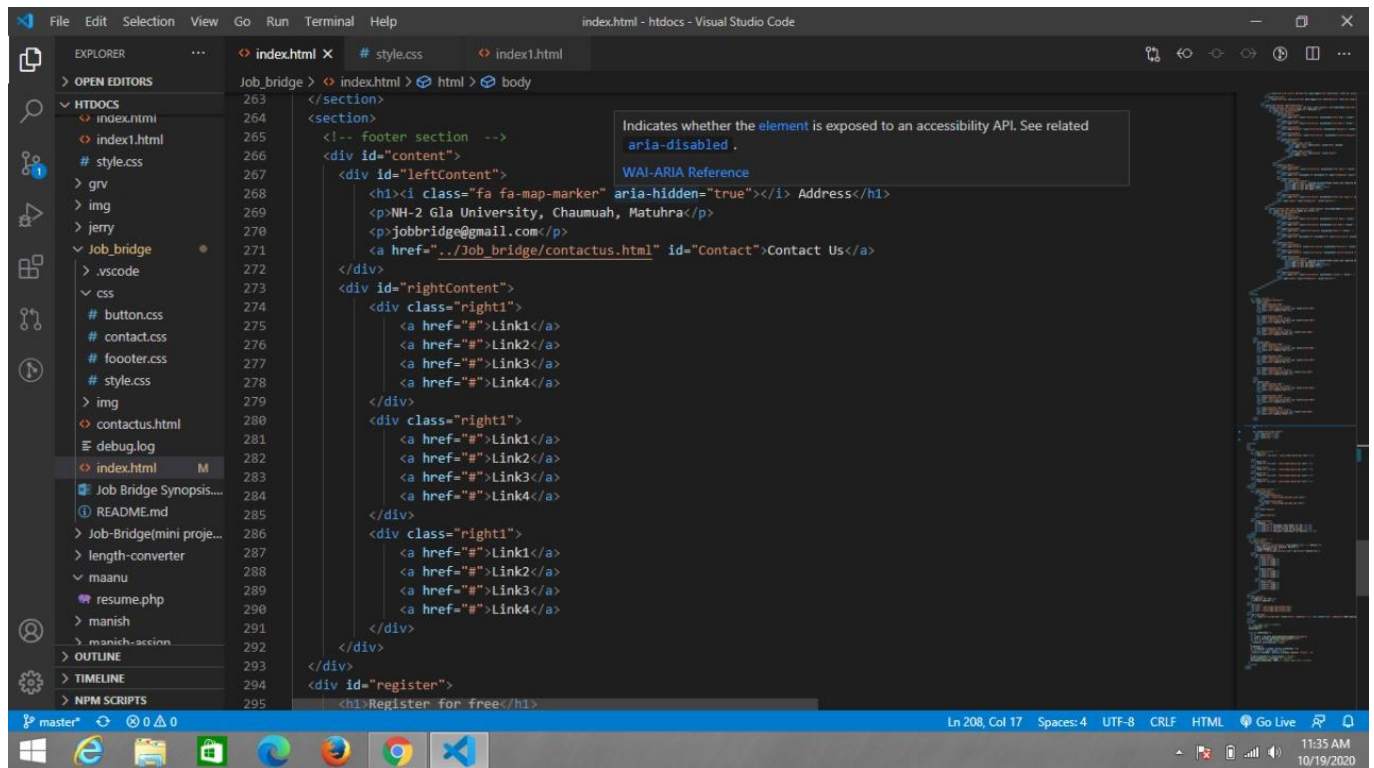 File Edit Selection View Go Run Terminal Help index.html - htdocs - Visual Studio Code
EXPLORER
index.html
style.css
index1.html
OPEN EDITORS
Job_bridge > index.html > html > body
HTDOCS
index.html
index1.html
style.css
grv
img
jerry
Job_bridge
.vscode
css
button.css
contact.css
foooter.css
style.css
img
contactus.html
debug.log
index.html M
Job Bridge Synopsis....
README.md
Job-Bridge(mini proje...
length-converter
maanu
resume.php
manish
manish-assign
OUTLINE
TIMELINE
NPM SCRIPTS
263 </section>
264 <section>
265 <!-- footer section -->
266 <div id="content">
267 <div id="leftContent">
268 <h1><i class="fa fa-map-marker" aria-hidden="true"></i> Address</h1>
269 <p>NH-2 Gla University, Chaumuah, Matuhra</p>
270 <p>jobbridge@gmail.com</p>
271 <a href="../Job_bridge/contactus.html" id="Contact">Contact Us</a>
272 </div>
273 <div id="rightContent">
274 <div class="right1">
275 <a href="#">Link1</a>
276 <a href="#">Link2</a>
277 <a href="#">Link3</a>
278 <a href="#">Link4</a>
279 </div>
280 <div class="right1">
281 <a href="#">Link1</a>
282 <a href="#">Link2</a>
283 <a href="#">Link3</a>
284 <a href="#">Link4</a>
285 </div>
286 <div class="right1">
287 <a href="#">Link1</a>
288 <a href="#">Link2</a>
289 <a href="#">Link3</a>
290 <a href="#">Link4</a>
291 </div>
292 </div>
293 </div>
294 <div id="register">
295 <h1>Register for free</h1>
Indicates whether the element is exposed to an accessibility API. See related
aria-disabled .
WAI-ARIA Reference
1
master* 0 0 Ln 208, Col 17 Spaces: 4 UTF-8 CRLF HTML Go Live
11:35 AM
10/19/2020